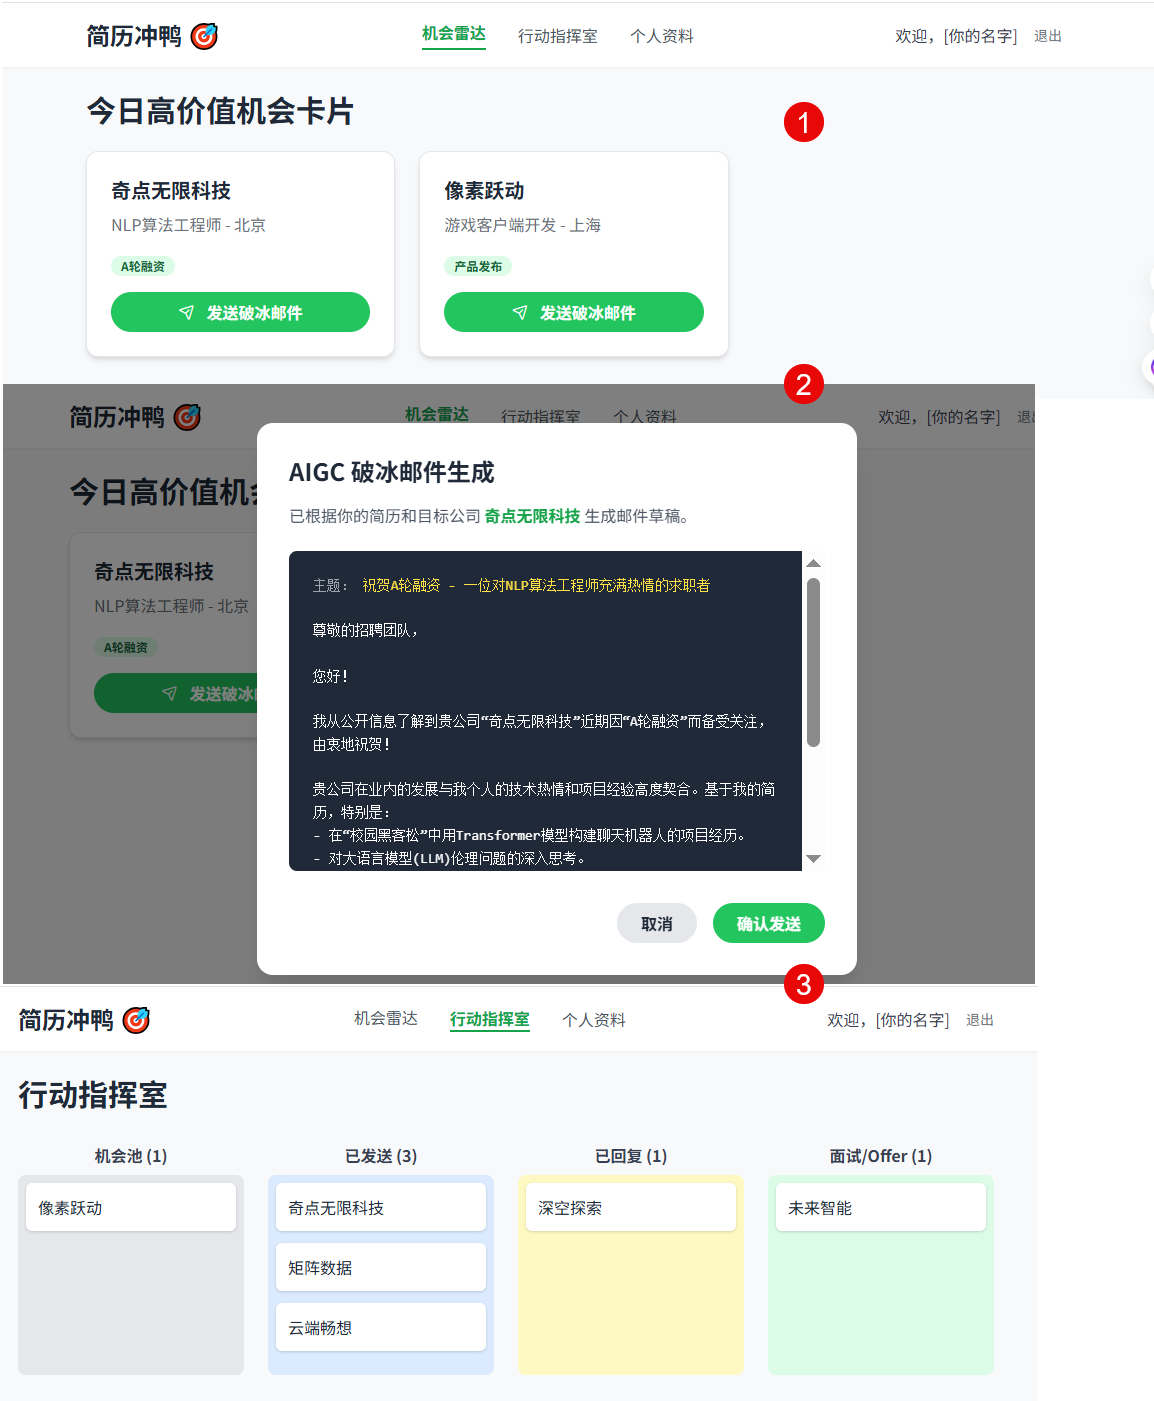 简历冲鸭
机会雷达 行动指挥室 个人资料
欢迎，[你的名字] 退出
今日高价值机会卡片
1
奇点无限科技
NLP算法工程师 - 北京
A轮融资
发送破冰邮件
像素跃动
游戏客户端开发 - 上海
产品发布
发送破冰邮件
2
简历冲鸭
机会雷达 行动指挥室 个人资料
欢迎，[你的名字] 退
今日高价值机
奇点无限科技
NLP算法工程师 - 北京
A轮融资
发送破冰
AIGC 破冰邮件生成
已根据你的简历和目标公司 奇点无限科技 生成邮件草稿。
主题： 祝贺A轮融资 - 一位对NLP算法工程师充满热情的求职者
尊敬的招聘团队，
您好！
我从公开信息了解到贵公司“奇点无限科技”近期因“A轮融资”而备受关注，
由衷地祝贺！
贵公司在业内的发展与我个人的技术热情和项目经验高度契合。基于我的简
历，特别是：
- 在“校园黑客松”中用Transformer模型构建聊天机器人的项目经历。
- 对大语言模型(LLM)伦理问题的深入思考。
取消 确认发送
3
简历冲鸭
机会雷达 行动指挥室 个人资料
欢迎，[你的名字] 退出
行动指挥室
机会池 (1)
像素跃动
已发送 (3)
奇点无限科技
矩阵数据
云端畅想
已回复 (1)
深空探索
面试/Offer (1)
未来智能